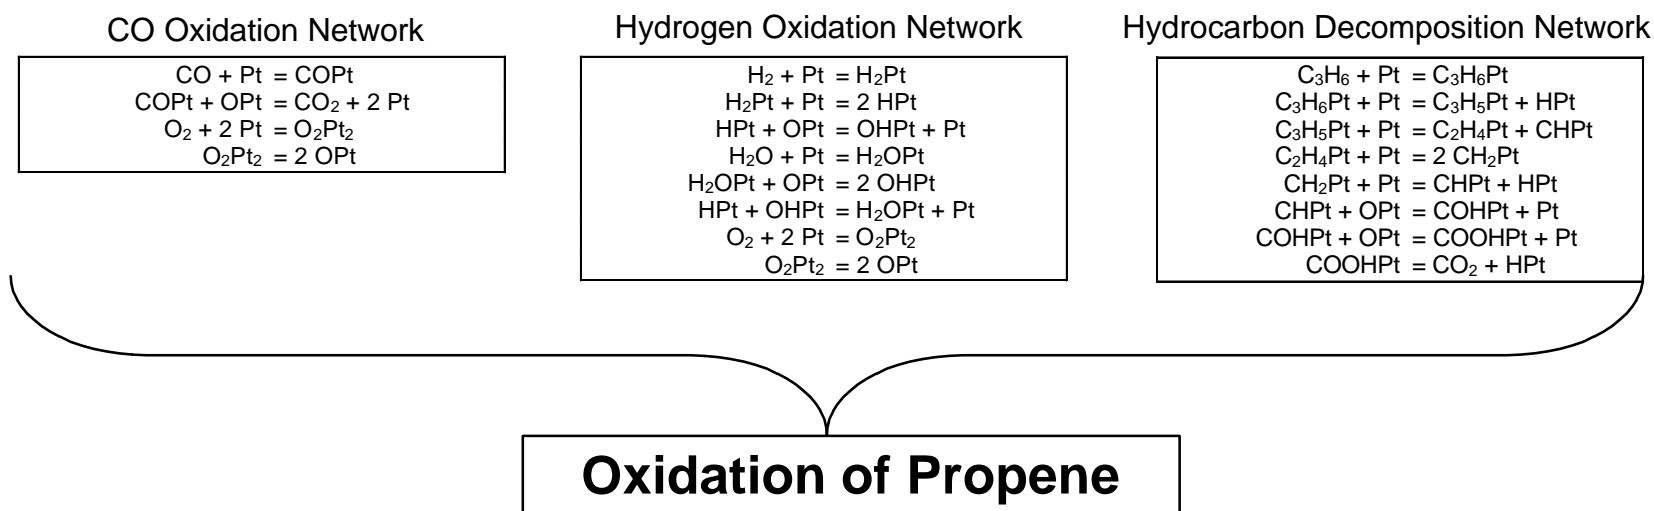 CO Oxidation Network
CO + Pt = COPt
COPt + OPt = CO₂ + 2 Pt
O₂ + 2 Pt = O₂Pt₂
O₂Pt₂ = 2 OPt
Hydrogen Oxidation Network
H₂ + Pt = H₂Pt
H₂Pt + Pt = 2 HPt
HPt + OPt = OHPt + Pt
H₂O + Pt = H₂OPt
H₂OPt + OPt = 2 OHPt
HPt + OHPt = H₂OPt + Pt
O₂ + 2 Pt = O₂Pt₂
O₂Pt₂ = 2 OPt
Hydrocarbon Decomposition Network
C₃H₆ + Pt = C₃H₆Pt
C₃H₆Pt + Pt = C₃H₅Pt + HPt
C₃H₅Pt + Pt = C₂H₄Pt + CHPt
C₂H₄Pt + Pt = 2 CH₂Pt
CH₂Pt + Pt = CHPt + HPt
CHPt + OPt = COHPt + Pt
COHPt + OPt = COOHPt + Pt
COOHPt = CO₂ + HPt
Oxidation of Propene